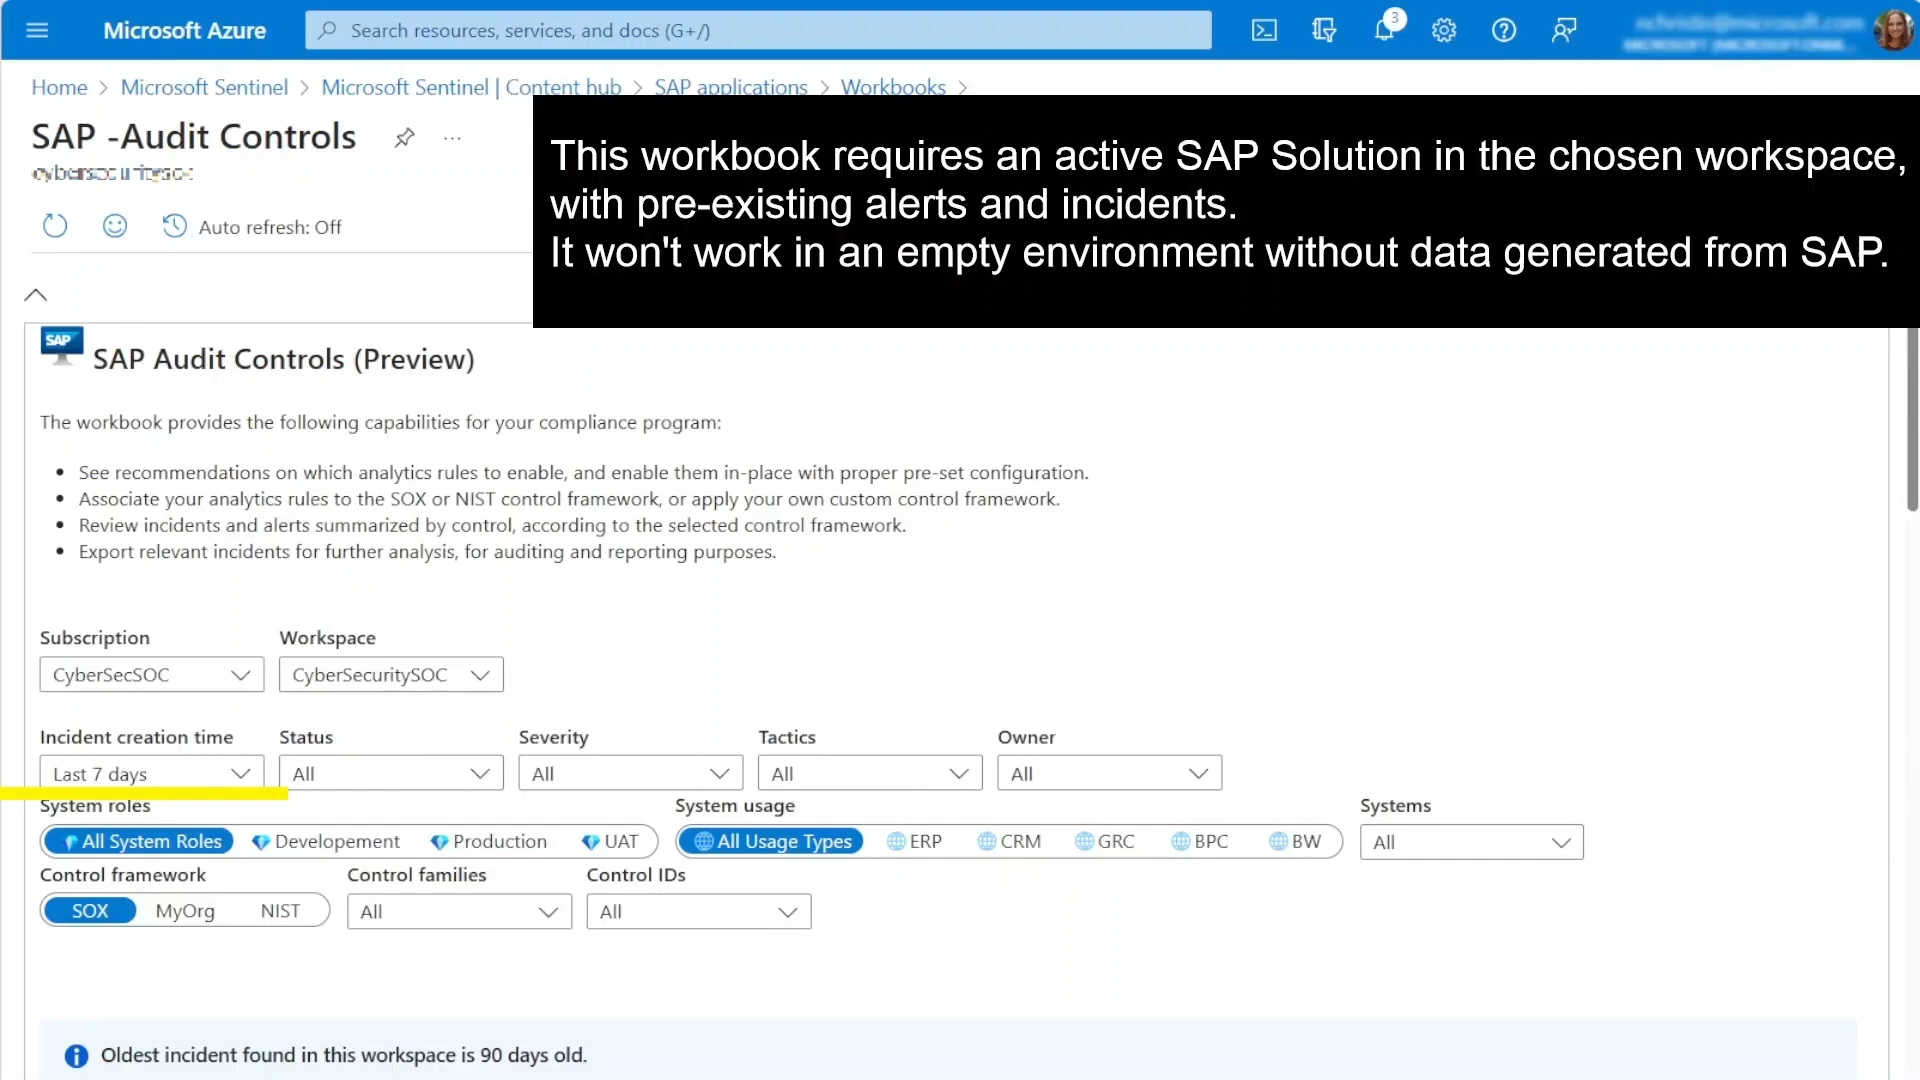 Microsoft Azure
Search resources, services, and docs (G+/)
3
Home > Microsoft Sentinel > Microsoft Sentinel | Content hub > SAP applications > Workbooks >
SAP -Audit Controls
cybersecuritysoc
Auto refresh: Off
This workbook requires an active SAP Solution in the chosen workspace,
with pre-existing alerts and incidents.
It won't work in an empty environment without data generated from SAP.
SAP
SAP Audit Controls (Preview)
The workbook provides the following capabilities for your compliance program:
• See recommendations on which analytics rules to enable, and enable them in-place with proper pre-set configuration.
• Associate your analytics rules to the SOX or NIST control framework, or apply your own custom control framework.
• Review incidents and alerts summarized by control, according to the selected control framework.
• Export relevant incidents for further analysis, for auditing and reporting purposes.
Subscription Workspace
CyberSecSOC CyberSecuritySOC
Incident creation time Status Severity Tactics Owner
Last 7 days All All All All
System roles System usage Systems
All System Roles Developement Production UAT All Usage Types ERP CRM GRC BPC BW All
Control framework Control families Control IDs
SOX MyOrg NIST All All
Oldest incident found in this workspace is 90 days old.